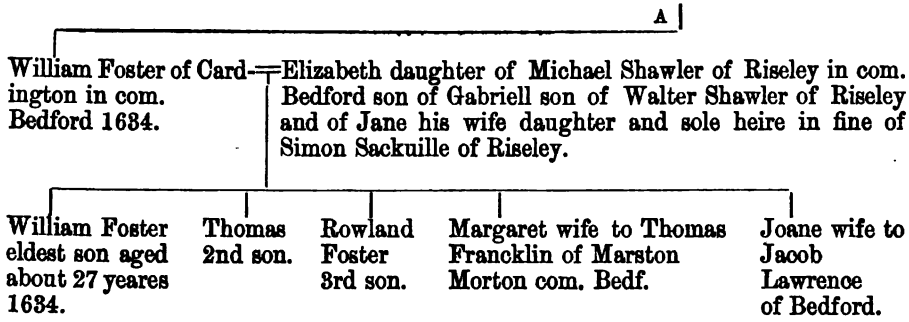 A
William Foster of Card-
ington in com.
Bedford 1634.
Elizabeth daughter of Michael Shawler of Riseley in com.
Bedford son of Gabriell son of Walter Shawler of Riseley
and of Jane his wife daughter and sole heire in fine of
Simon Sackuille of Riseley.
William Foster
eldest son aged
about 27 yeares
1634.
Thomas
2nd son.
Rowland
Foster
3rd son.
Margaret wife to Thomas
Francklin of Marston
Morton com. Bedf.
Joane wife to
Jacob
Lawrence
of Bedford.